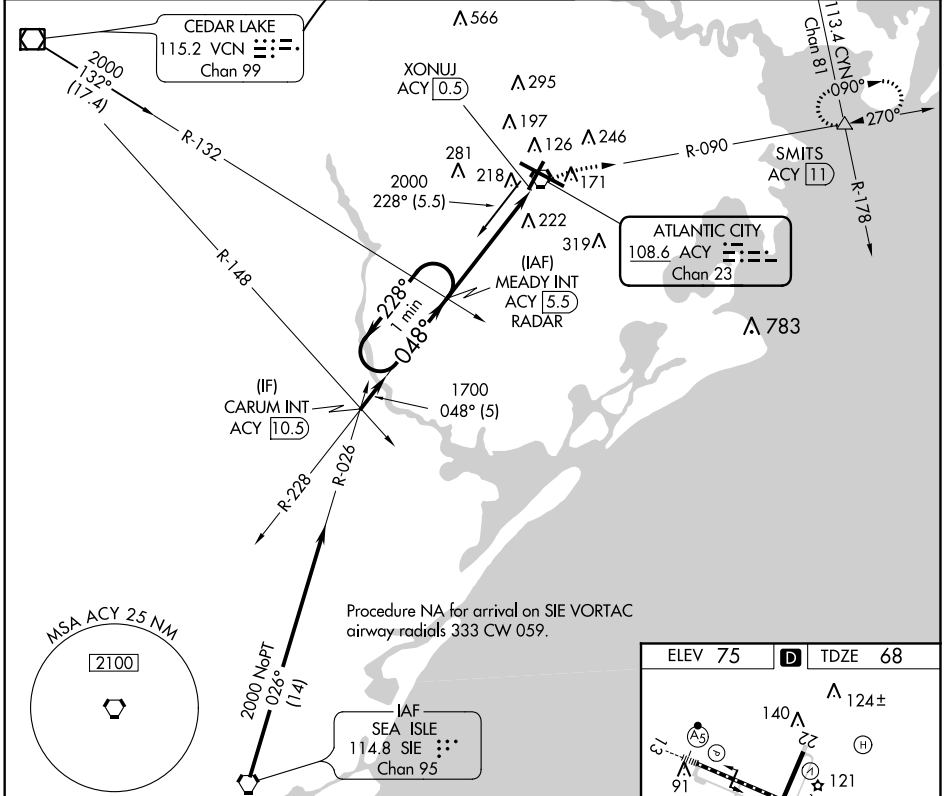 CEDAR LAKE
115.2 VCN
Chan 99
2000
132°
(17.4)
R-132
R-148
566
XONUJ
ACY 0.5
295
197
126
246
281
218
171
2000
228° (5.5)
222
319
113.4 CYN
Chan 81
090°
270°
R-090
SMITS
ACY 11
R-178
ATLANTIC CITY
108.6 ACY
Chan 23
(IAF)
MEADY INT
ACY 5.5
RADAR
783
228°
1 min
048°
(IF)
CARUM INT
ACY 10.5
1700
048° (5)
R-228
R-026
MSA ACY 25 NM
2100
Procedure NA for arrival on SIE VORTAC
airway radials 333 CW 059.
2000 NoPT
026°
(14)
IAF
SEA ISLE
114.8 SIE
Chan 95
ELEV 75 D TDZE 68
124±
140
22
H
A5
P
13
V
121
91